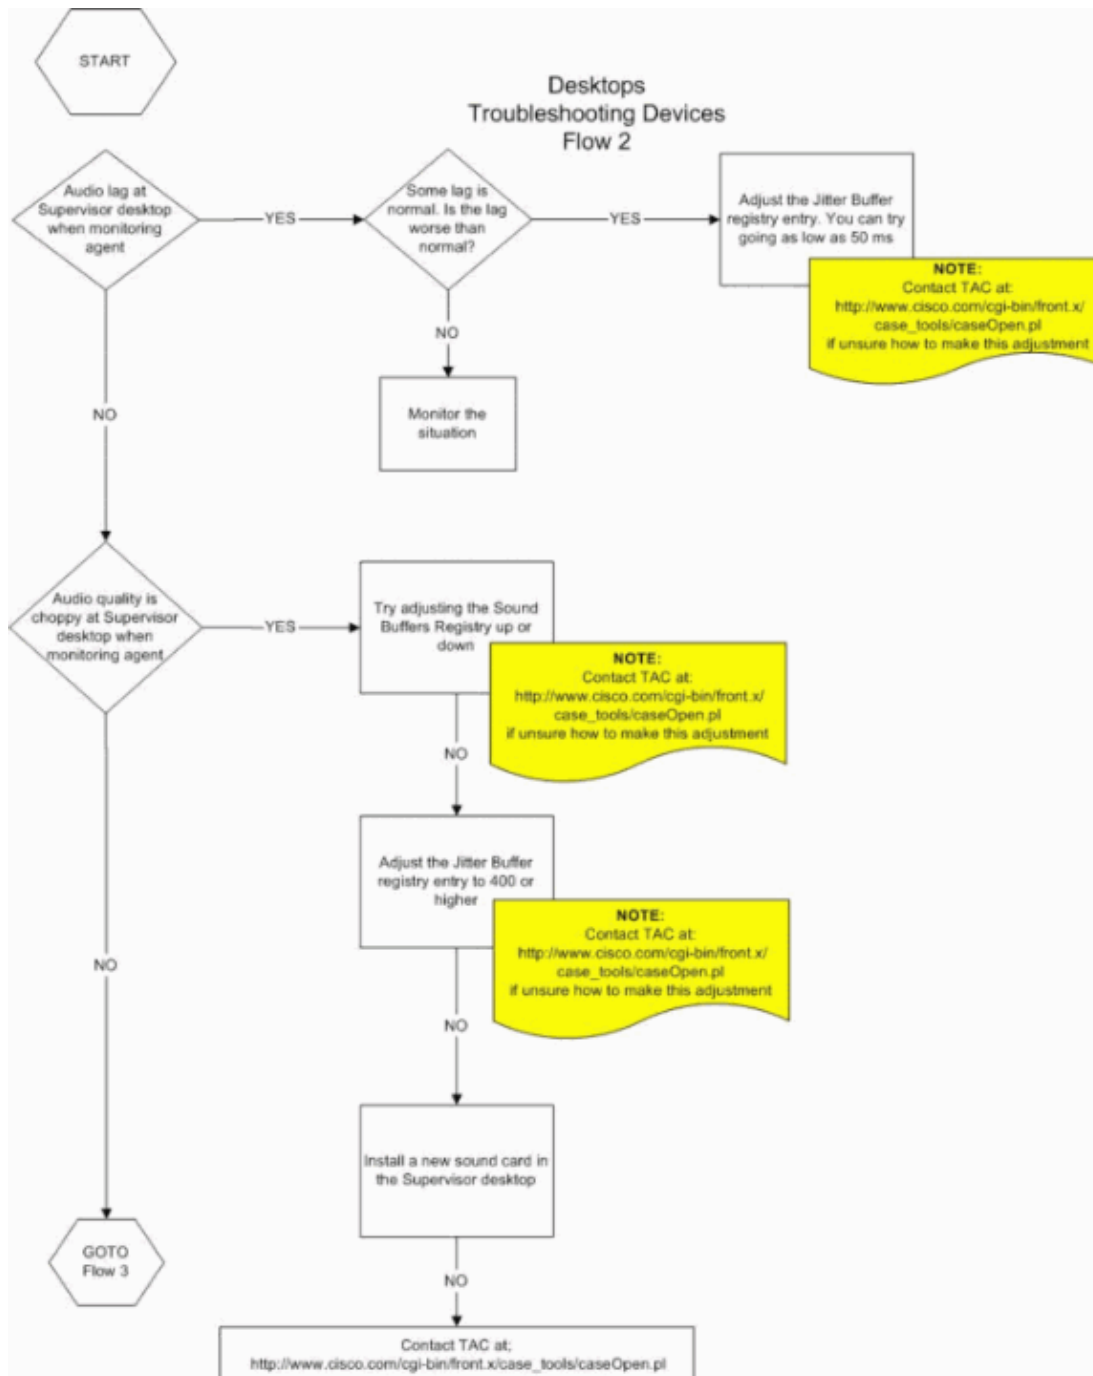 START
Desktops
Troubleshooting Devices
Flow 2
Audio lag at
Supervisor desktop
when monitoring
agent
YES
Some lag is
normal. Is the lag
worse than
normal?
YES
Adjust the Jitter Buffer
registry entry. You can try
going as low as 50 ms
NOTE:
Contact TAC at:
http://www.cisco.com/cgi-bin/front.x/
case_tools/caseOpen.pl
if unsure how to make this adjustment
NO
Monitor the
situation
NO
Audio quality is
choppy at Supervisor
desktop when
monitoring agent
YES
Try adjusting the Sound
Buffers Registry up or
down
NOTE:
Contact TAC at:
http://www.cisco.com/cgi-bin/front.x/
case_tools/caseOpen.pl
if unsure how to make this adjustment
NO
Adjust the Jitter Buffer
registry entry to 400 or
higher
NOTE:
Contact TAC at:
http://www.cisco.com/cgi-bin/front.x/
case_tools/caseOpen.pl
if unsure how to make this adjustment
NO
NO
Install a new sound card in
the Supervisor desktop
GOTO
Flow 3
NO
Contact TAC at;
http://www.cisco.com/cgi-bin/front.x/case_tools/caseOpen.pl